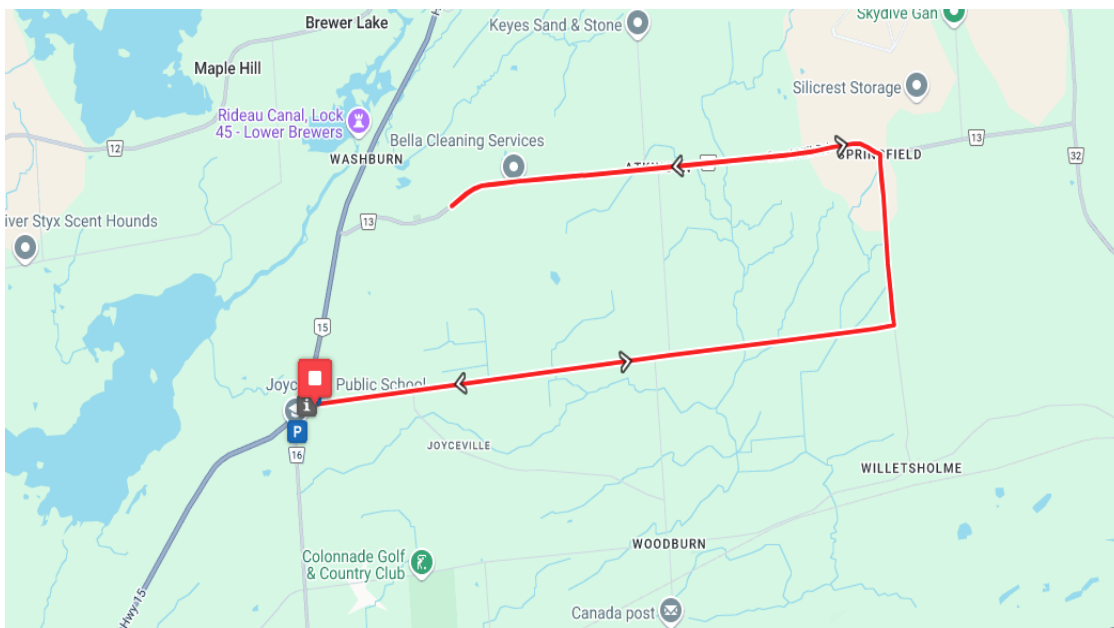 Brewer Lake
Keyes Sand & Stone
Skydive Gan
Maple Hill
Silicrest Storage
Rideau Canal, Lock
45 - Lower Brewers
12
WASHBURN
Bella Cleaning Services
13
32
SPRINGFIELD
iver Styx Scent Hounds
13
15
Public School
i
P
JOYCEVILLE
16
WILLETSHOLME
WOODBURN
Colonnade Golf
& Country Club
Hwy 15
Canada post